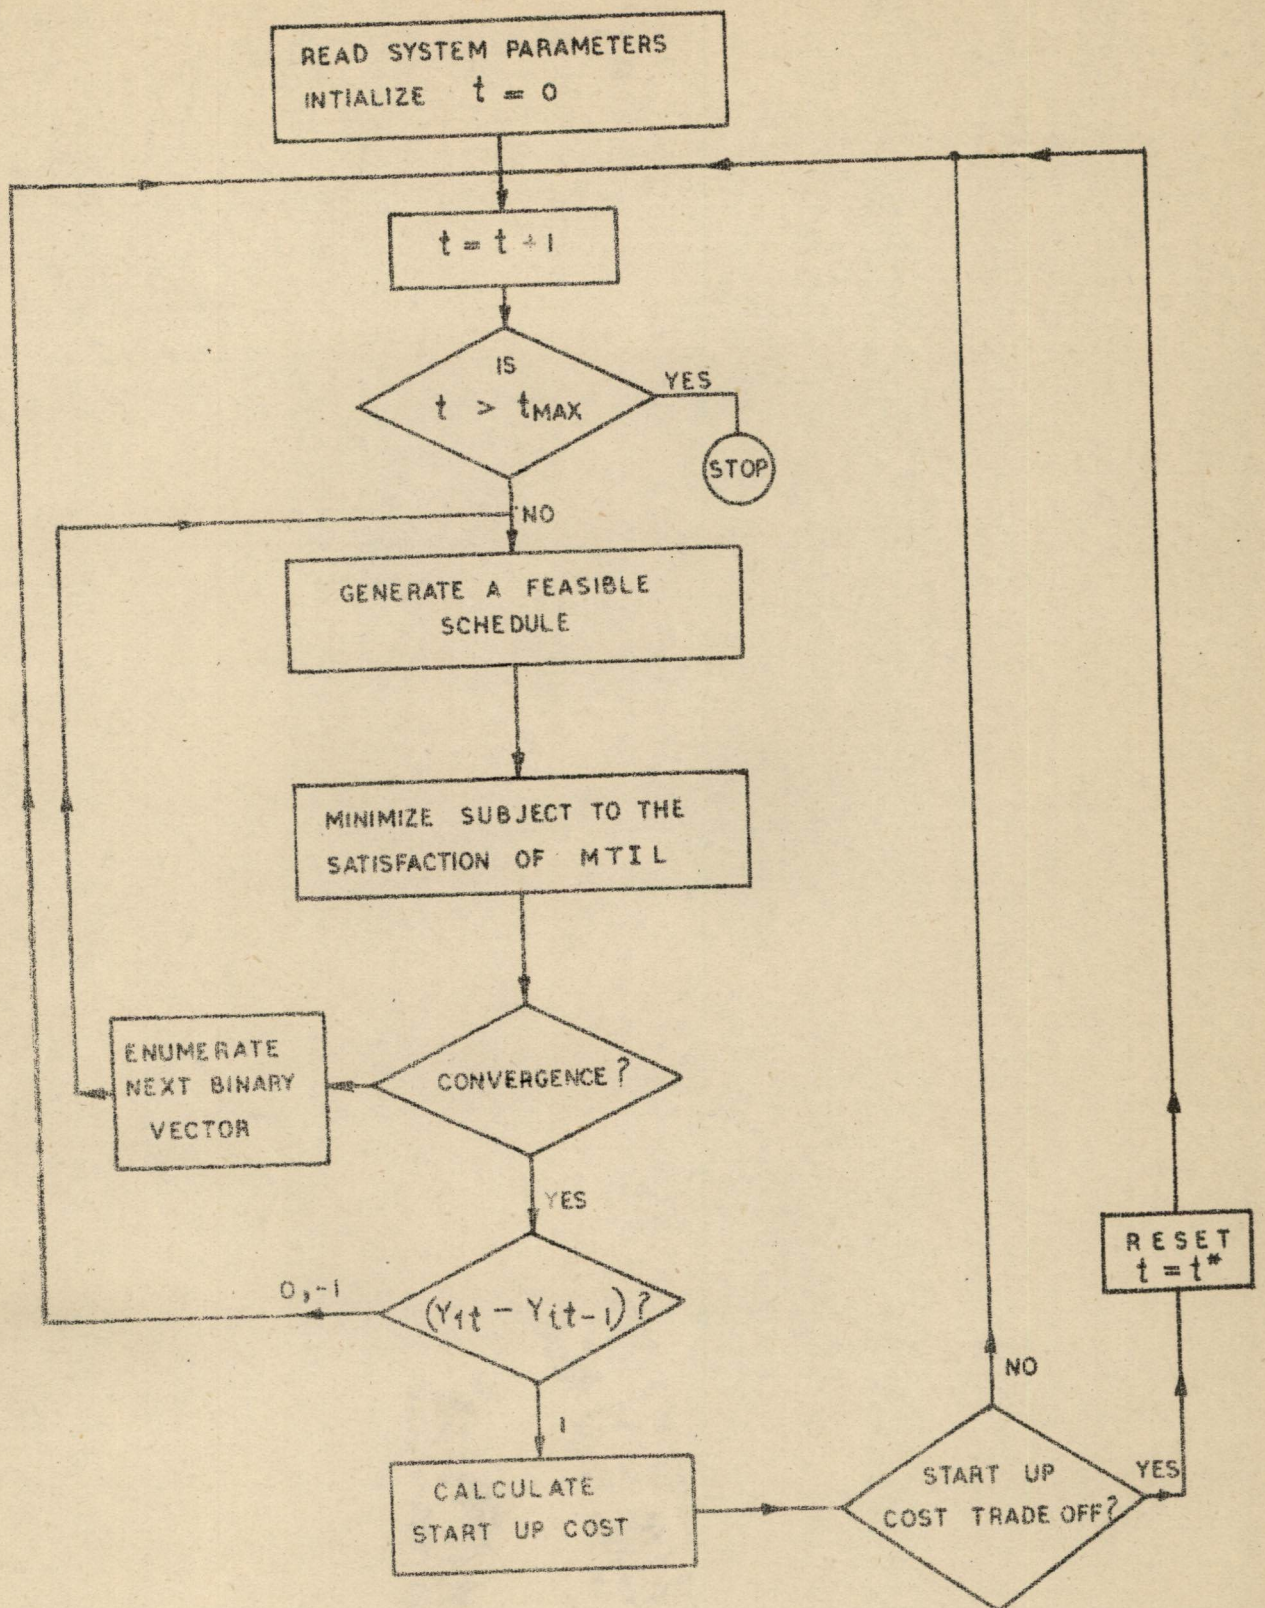 READ SYSTEM PARAMETERS
INTIALIZE t = 0
t = t + 1
IS
t > tMAX
YES
STOP
NO
GENERATE A FEASIBLE
SCHEDULE
MINIMIZE SUBJECT TO THE
SATISFACTION OF MTIL
ENUMERATE
NEXT BINARY
VECTOR
CONVERGENCE ?
YES
RESET
t = t*
0,-1
(Yit - Yit-1) ?
NO
1
START UP
COST TRADE OFF?
YES
CALCULATE
START UP COST